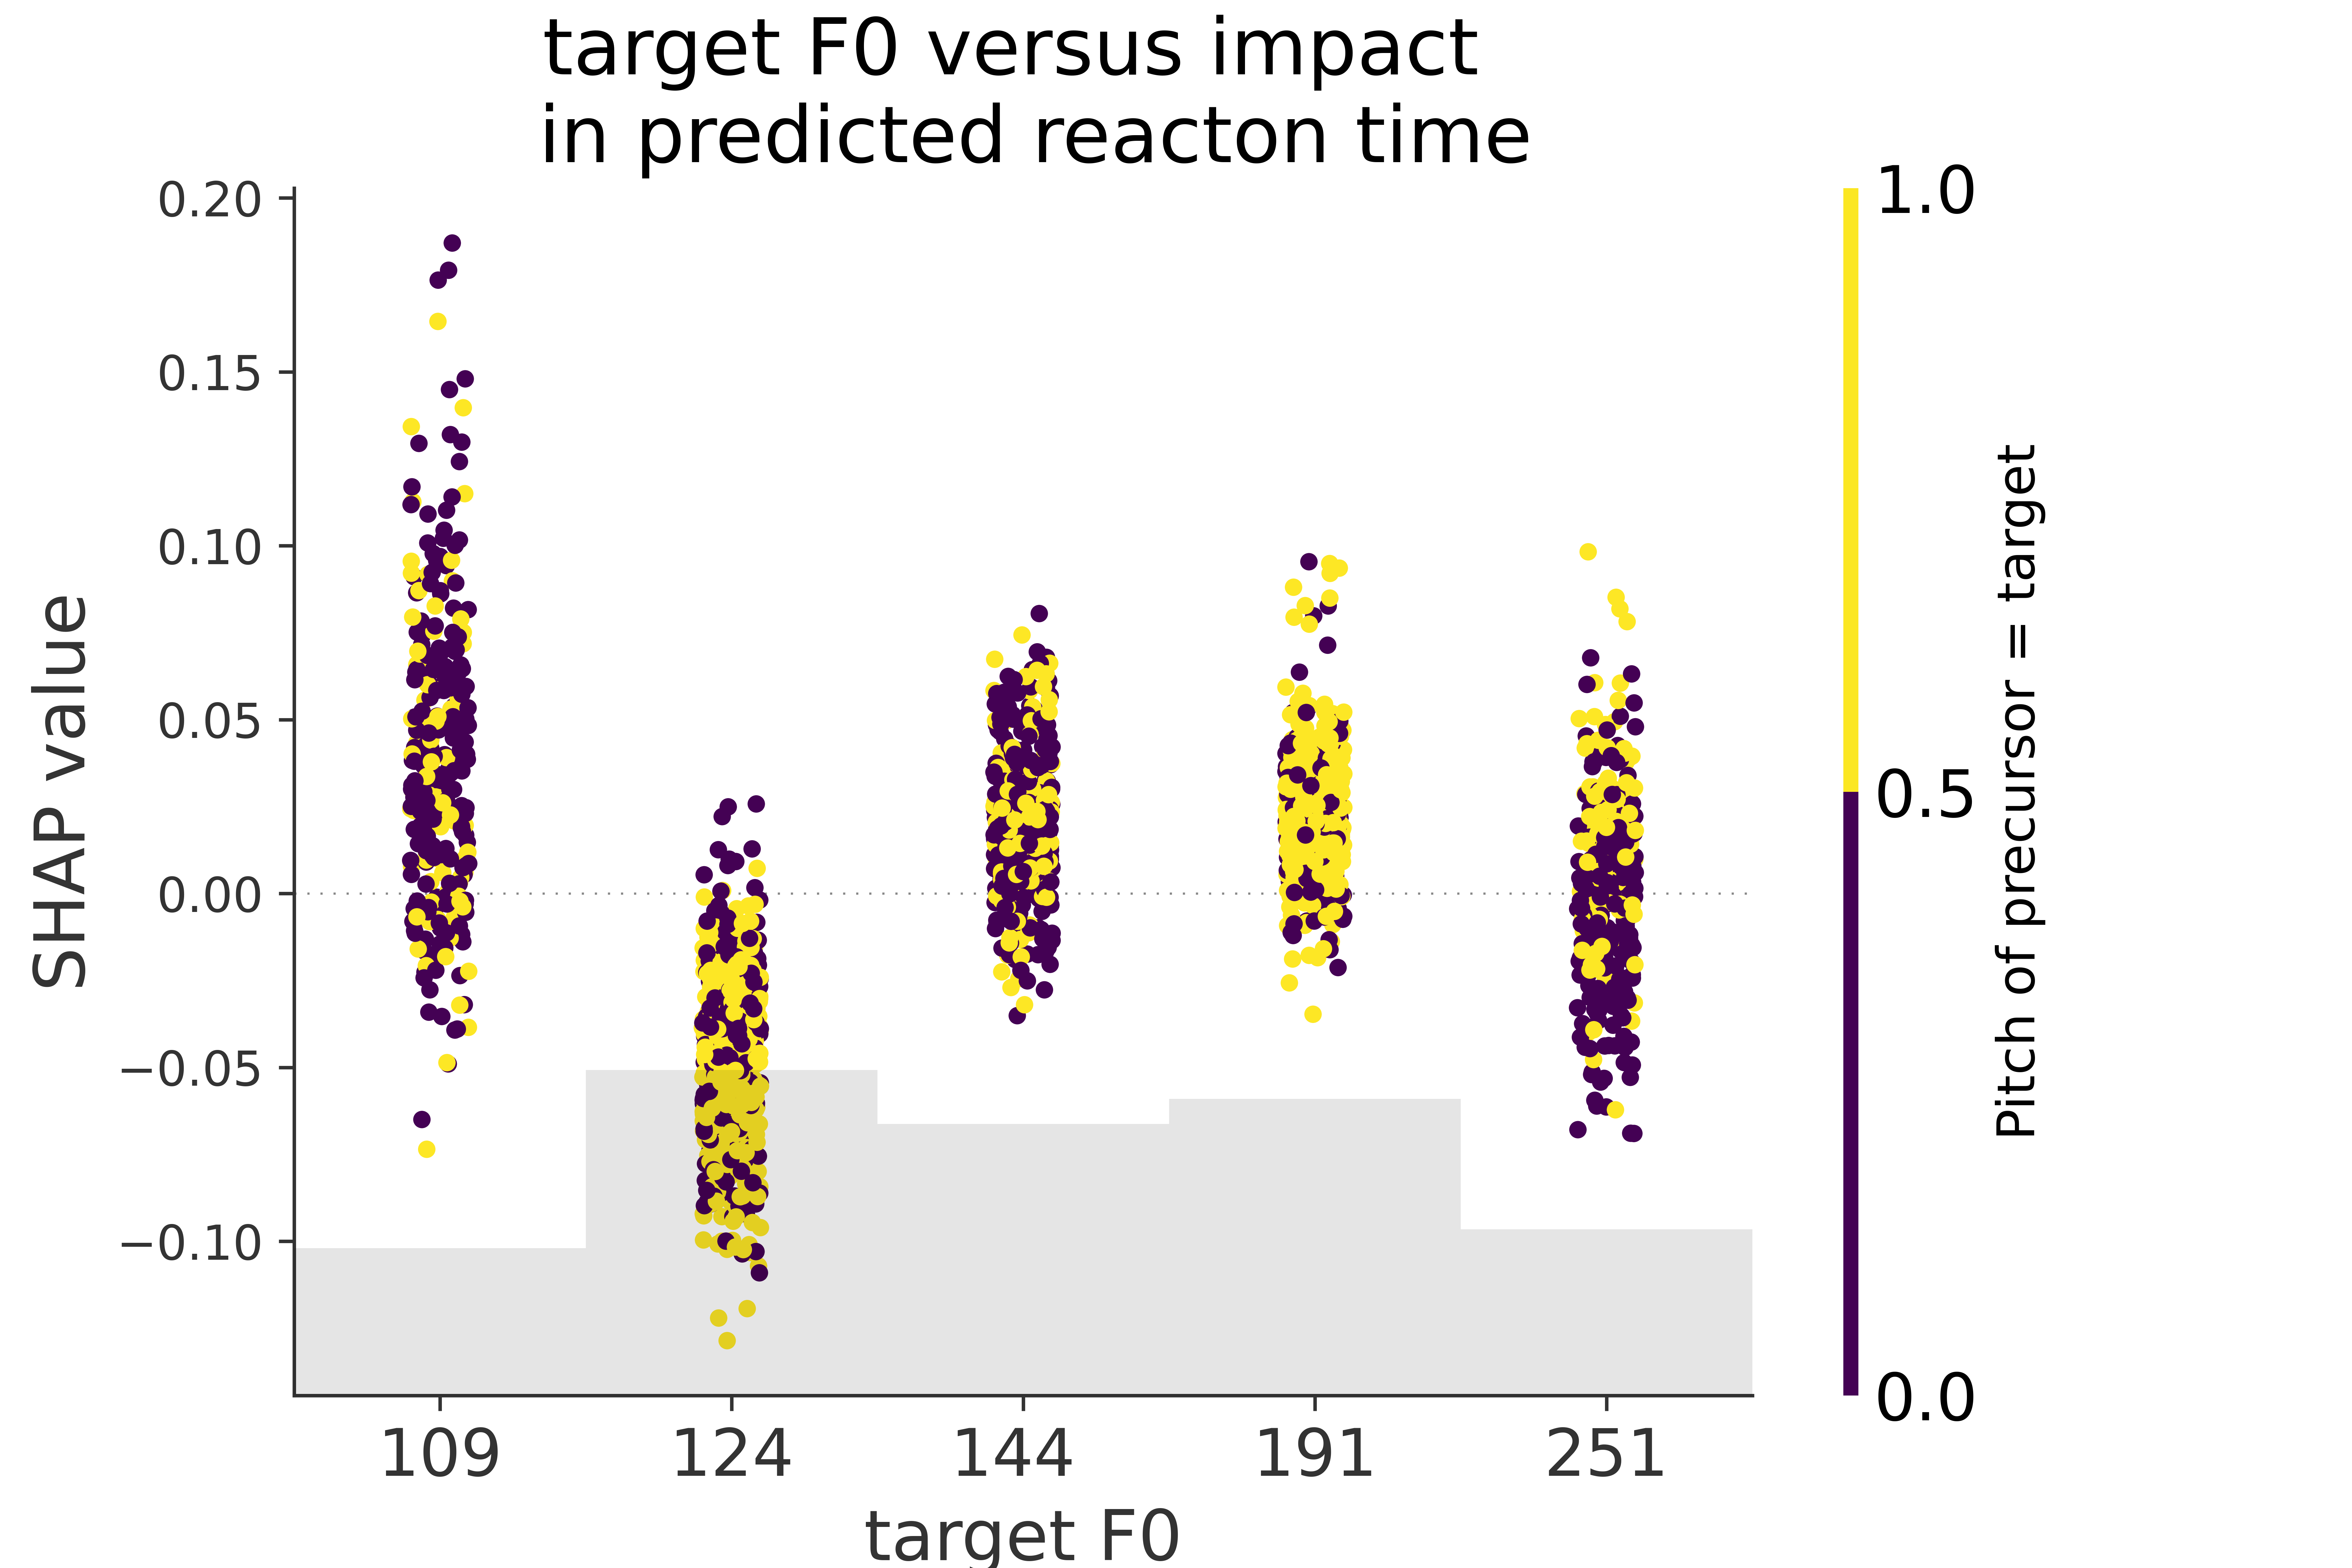 target F0 versus impact
in predicted reacton time
SHAP value
0.20
0.15
0.10
0.05
0.00
−0.05
−0.10
109 124 144 191 251
target F0
1.0
0.5
0.0
Pitch of precursor = target